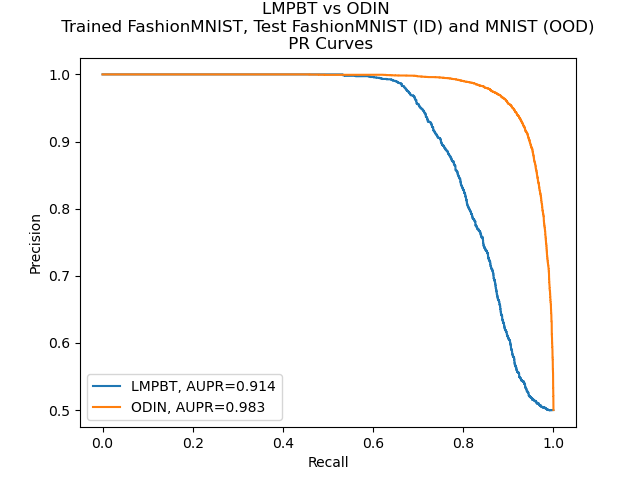 LMPBT vs ODIN
Trained FashionMNIST, Test FashionMNIST (ID) and MNIST (OOD)
PR Curves
1.0
0.9
0.8
0.7
0.6
0.5
Precision
LMPBT, AUPR=0.914
ODIN, AUPR=0.983
0.0 0.2 0.4 0.6 0.8 1.0
Recall